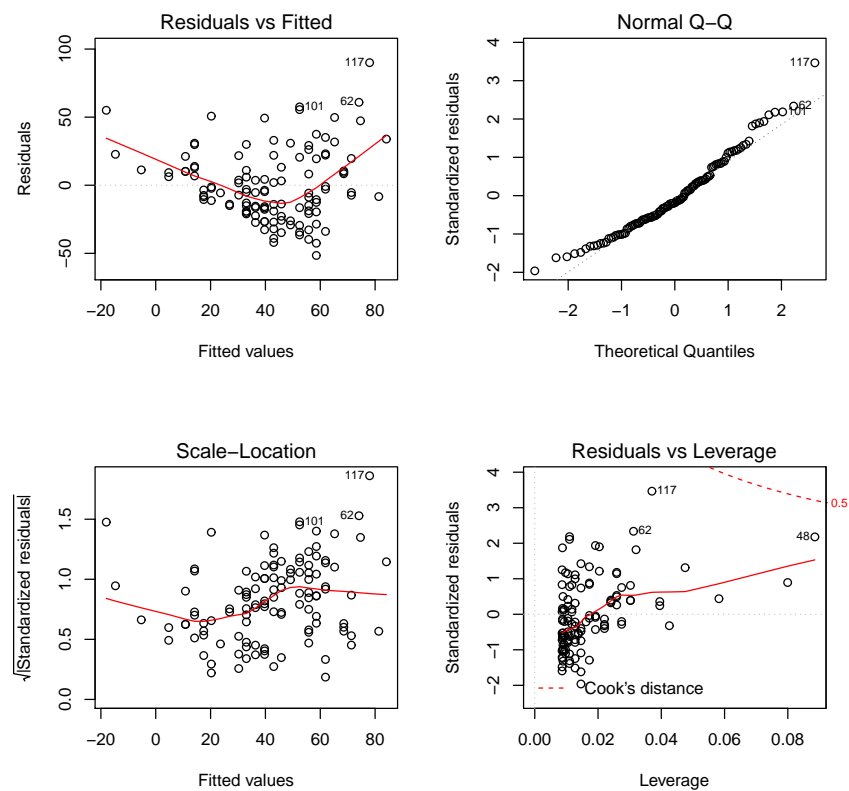 Residuals vs Fitted
100
50
0
−50
Residuals
117
101
62
−20 0 20 40 60 80
Fitted values
Normal Q−Q
4
3
2
1
0
−1
−2
Standardized residuals
117
62
101
−2 −1 0 1 2
Theoretical Quantiles
Scale−Location
1.5
1.0
0.5
0.0
√|Standardized residuals|
117
62
101
−20 0 20 40 60 80
Fitted values
Residuals vs Leverage
4
3
2
1
0
−1
−2
Standardized residuals
117
62
48
0.5
Cook's distance
0.00 0.02 0.04 0.06 0.08
Leverage